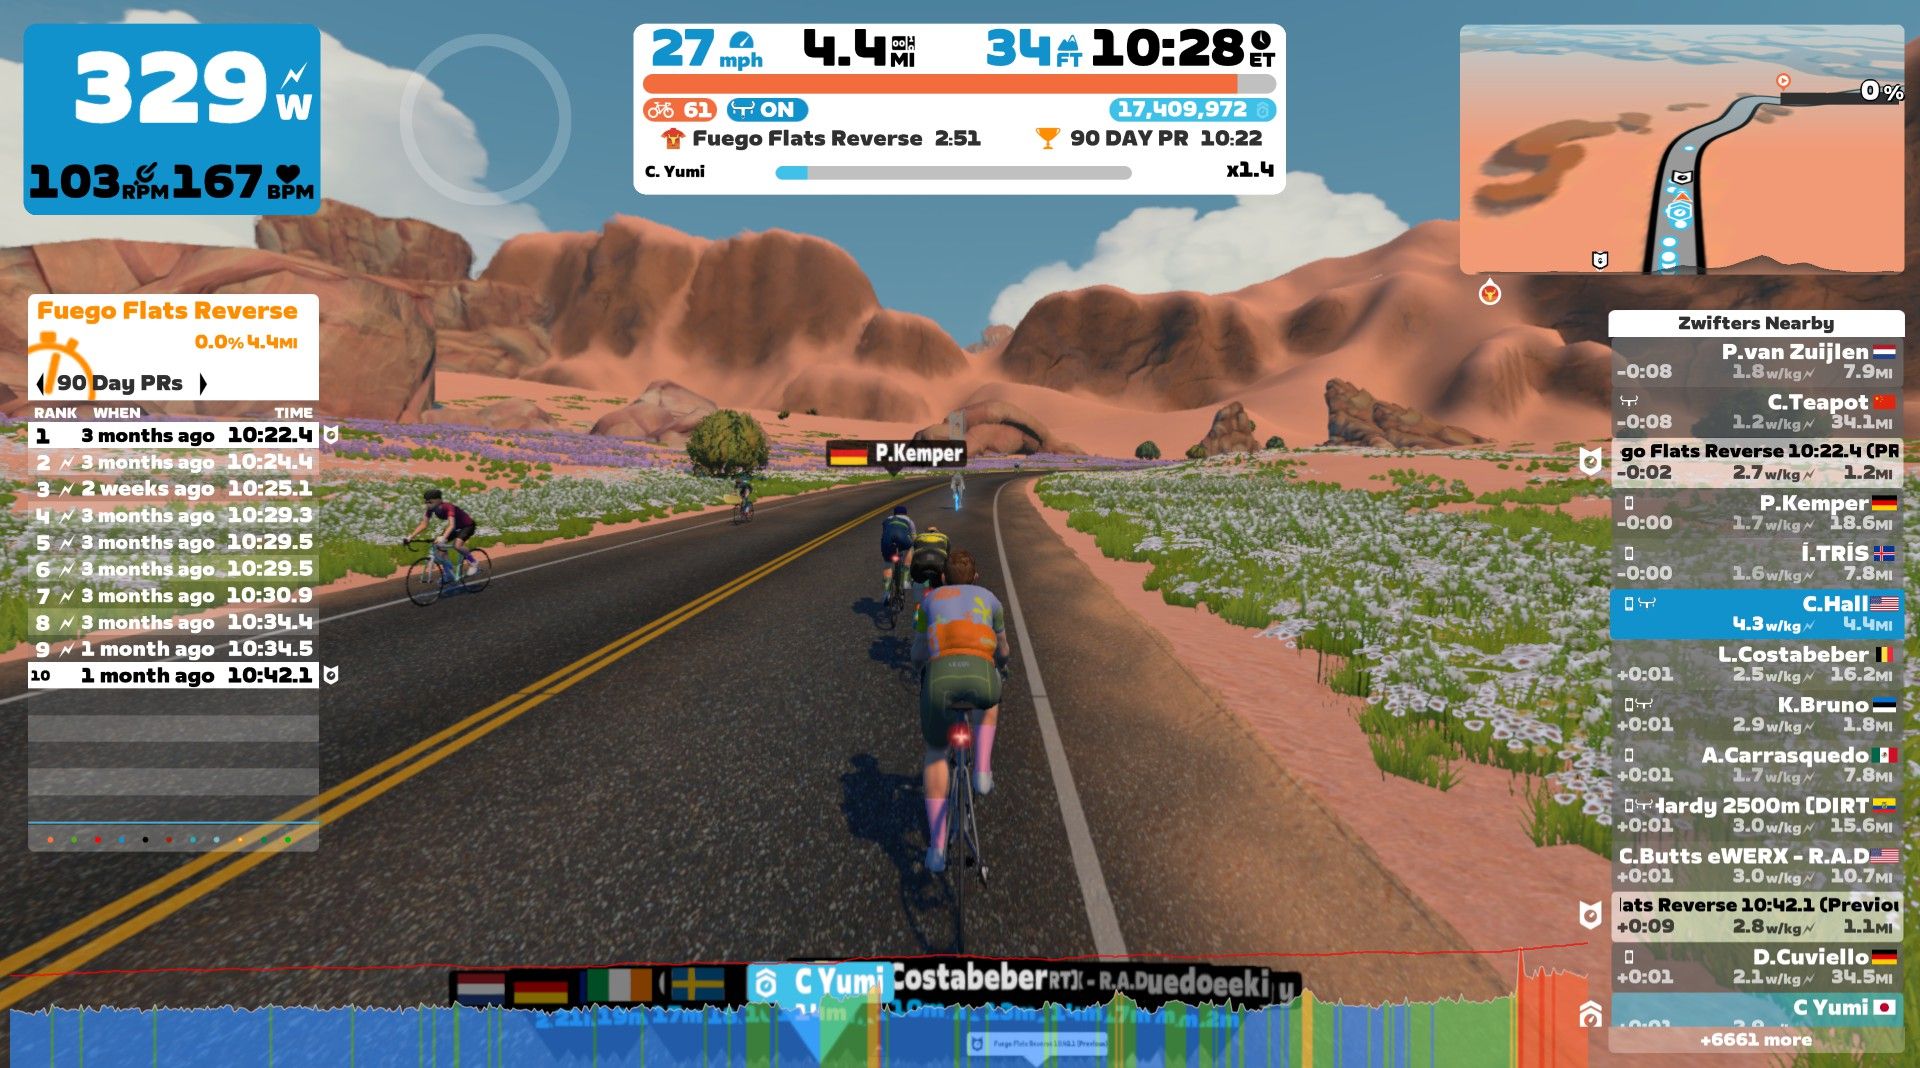 329 W
103 RPM 167 BPM
27 mph 4.4 MI 34 FT 10:28 ET
61 ON 17,409,972
Fuego Flats Reverse 2:51 90 DAY PR 10:22
C. Yumi x1.4
0 %
Fuego Flats Reverse
0.0% 4.4MI
90 Day PRs
RANK WHEN TIME
1 3 months ago 10:22.4
2 3 months ago 10:24.4
3 2 weeks ago 10:25.1
4 3 months ago 10:29.3
5 3 months ago 10:29.5
6 3 months ago 10:29.5
7 3 months ago 10:30.9
8 3 months ago 10:34.4
9 1 month ago 10:34.5
10 1 month ago 10:42.1
P.Kemper
Zwifters Nearby
P.van Zuijlen
-0:08 1.8w/kg 7.9MI
C.Teapot
-0:08 1.2w/kg 34.1MI
go Flats Reverse 10:22.4 (PR
-0:02 2.7w/kg 1.2MI
P.Kemper
-0:00 1.7w/kg 18.6MI
Í.TRÍS
-0:00 1.6w/kg 7.8MI
C.Hall
4.3w/kg 4.4MI
L.Costabeber
+0:01 2.5w/kg 16.2MI
K.Bruno
+0:01 2.9w/kg 1.8MI
A.Carrasquedo
+0:01 1.7w/kg 7.8MI
Hardy 2500m (DIRT
+0:01 3.0w/kg 15.6MI
C.Butts eWERX - R.A.D
+0:01 3.0w/kg 10.7MI
lats Reverse 10:42.1 (Previou
+0:09 2.8w/kg 1.1MI
D.Cuviello
+0:01 2.1w/kg 34.5MI
C Yumi
+6661 more
C Yumi Costabeber RT)( - R.A.D
Fuego Flats Reverse 10:42.1 (Previous)